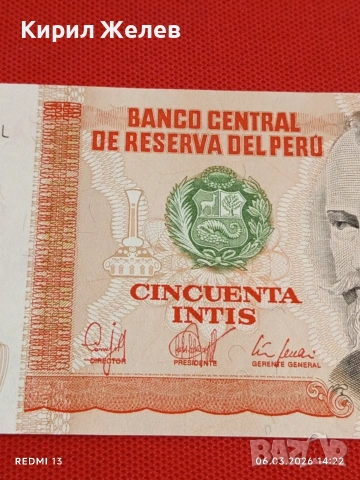 Кирил Желев
L
BANCO CENTRAL
DE RESERVA DEL PERÚ
CINCUENTA
INTIS
DIRECTOR
PRESIDENTE
GERENTE GENERAL
REDMI 13
06.03.2026 14:22
BAZAR